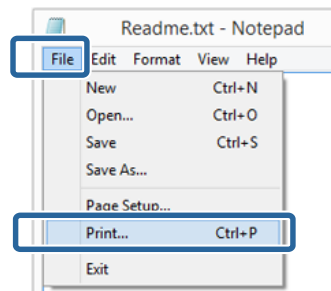 Readme.txt - Notepad
File Edit Format View Help
New Ctrl+N
Open... Ctrl+O
Save Ctrl+S
Save As...
Page Setup...
Print... Ctrl+P
Exit